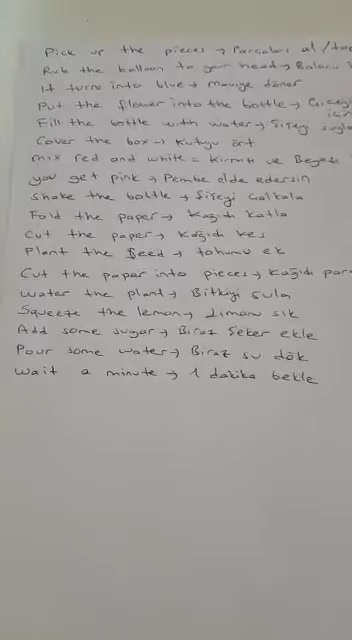 Pick up the pieces → Parçaları al /
Rub the balloon to your head →
It turns into blue → maviye döner
Put the flower into the bottle →
Fill the bottle with water → Şişeyi
Cover the box → Kutuyu ört
mix red and white = Kırmızı ve
you get pink → Pembe elde edersin
Shake the bottle → Şişeyi çalkala
Fold the paper → Kağıdı katla
Cut the paper → Kağıdı kes
Plant the seed → tohumu ek
Cut the paper into pieces → Kağıdı
Water the plant → Bitkiyi sula
Squeeze the lemon → Limonu sık
Add some sugar → Biraz şeker ekle
Pour some water → Biraz su dök
Wait a minute → 1 dakika bekle